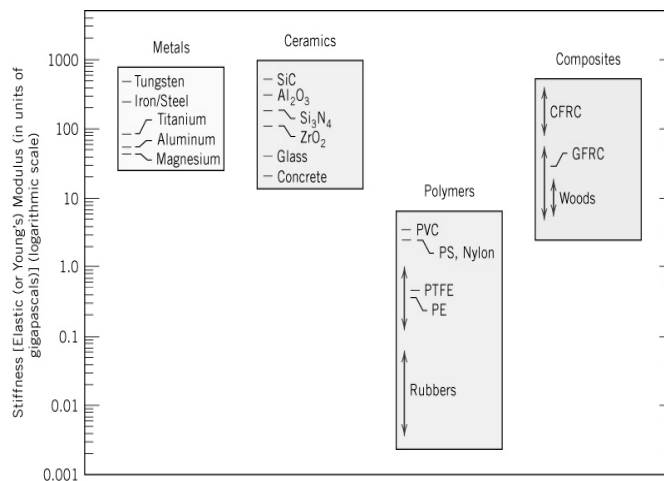 Stiffness [Elastic (or Young's) Modulus (in units of
gigapascals)] (logarithmic scale)
1000
100
10
1.0
0.1
0.01
0.001
Metals
Tungsten
Iron/Steel
Titanium
Aluminum
Magnesium
Ceramics
SiC
Al₂O₃
Si₃N₄
ZrO₂
Glass
Concrete
Polymers
PVC
PS, Nylon
PTFE
PE
Rubbers
Composites
CFRC
GFRC
Woods